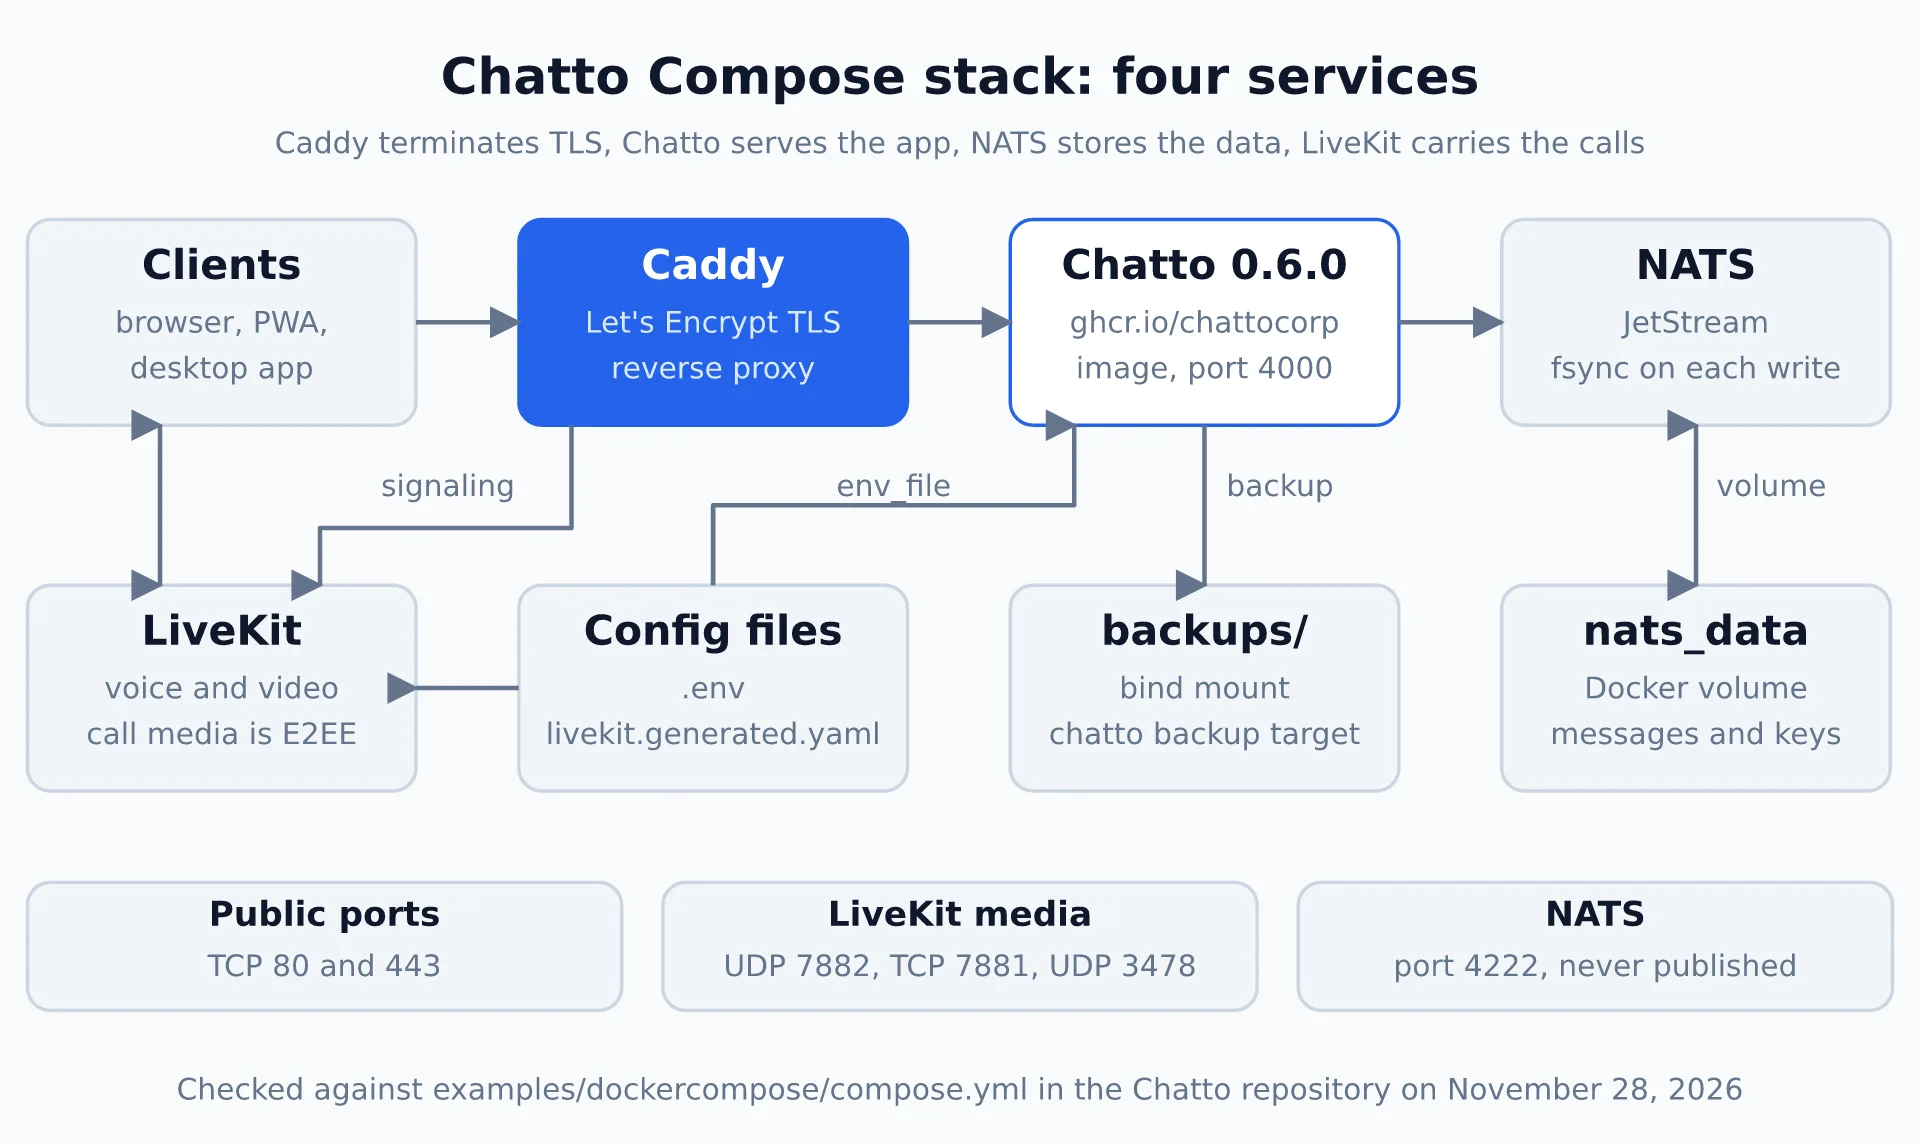 Chatto Compose stack: four services
Caddy terminates TLS, Chatto serves the app, NATS stores the data, LiveKit carries the calls
Clients
browser, PWA,
desktop app
Caddy
Let's Encrypt TLS
reverse proxy
Chatto 0.6.0
ghcr.io/chattocorp
image, port 4000
NATS
JetStream
fsync on each write
signaling
env_file
backup
volume
LiveKit
voice and video
call media is E2EE
Config files
.env
livekit.generated.yaml
backups/
bind mount
chatto backup target
nats_data
Docker volume
messages and keys
Public ports
TCP 80 and 443
LiveKit media
UDP 7882, TCP 7881, UDP 3478
NATS
port 4222, never published
Checked against examples/dockercompose/compose.yml in the Chatto repository on November 28, 2026